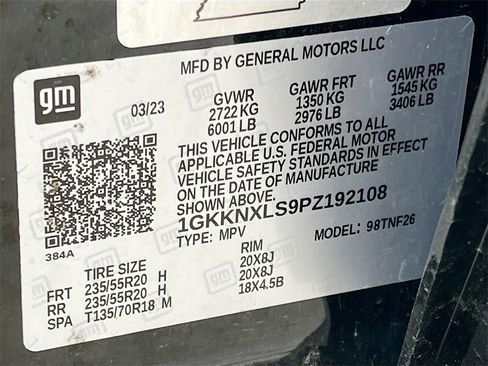 MFD BY GENERAL MOTORS LLC
gm
03/23
GVWR GAWR FRT GAWR RR
2722 KG 1350 KG 1545 KG
6001 LB 2976 LB 3406 LB
THIS VEHICLE CONFORMS TO ALL
APPLICABLE U.S. FEDERAL MOTOR
VEHICLE SAFETY STANDARDS IN EFFECT
ON THE DATE OF MANUFACTURE
1GKKNXLS9PZ192108
TYPE: MPV MODEL: 98TNF26
384A
TIRE SIZE RIM
FRT 235/55R20 H 20X8J
RR 235/55R20 H 20X8J
SPA T135/70R18 M 18X4.5B